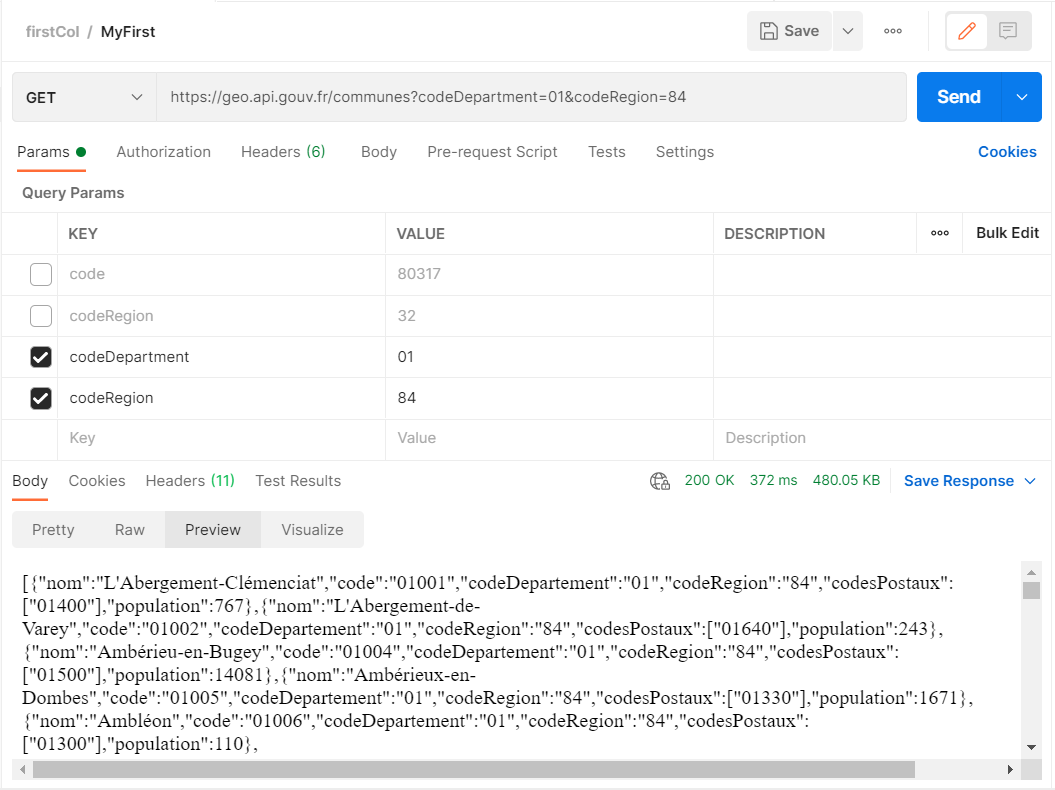 firstCol / MyFirst Save
GET https://geo.api.gouv.fr/communes?codeDepartment=01&codeRegion=84 Send
Params Authorization Headers (6) Body Pre-request Script Tests Settings Cookies
Query Params
KEY VALUE DESCRIPTION Bulk Edit
code 80317
codeRegion 32
codeDepartment 01
codeRegion 84
Key Value Description
Body Cookies Headers (11) Test Results 200 OK 372 ms 480.05 KB Save Response
Pretty Raw Preview Visualize
[{"nom":"L'Abergement-Clémenciat","code":"01001","codeDepartement":"01","codeRegion":"84","codesPostaux":
["01400"],"population":767},{"nom":"L'Abergement-de-
Varey","code":"01002","codeDepartement":"01","codeRegion":"84","codesPostaux":["01640"],"population":243},
{"nom":"Ambérieu-en-Bugey","code":"01004","codeDepartement":"01","codeRegion":"84","codesPostaux":
["01500"],"population":14081},{"nom":"Ambérieux-en-
Dombes","code":"01005","codeDepartement":"01","codeRegion":"84","codesPostaux":["01330"],"population":1671},
{"nom":"Ambléon","code":"01006","codeDepartement":"01","codeRegion":"84","codesPostaux":
["01300"],"population":110},